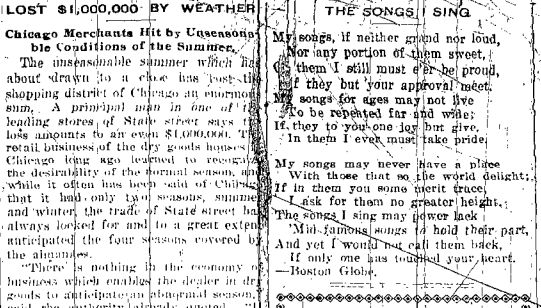 LOST $1,000,000 BY WEATHER
Chicago Merchants Hit by Unseasona-
ble Conditions of the Summer.
The unseasonable summer which has
about drawn to a close has cost the
shopping district of Chicago an enormous
sum. A principal man in one of the
leading stores of State street says the
loss amounts to an even $1,000,000. The
retail business of the dry goods houses
Chicago long ago learned to recognize
the desirability of the normal season, and
while it often has been said of Chicago
that it had only two seasons, summer
and winter, the trade of State street has
always looked for and to a great extent
anticipated the four seasons covered by
the almanacs.
"There is nothing in the economy of
business which enables the dealer in dry
goods to anticipate an abnormal season,"
said the authority already quoted.
THE SONGS I SING
My songs, if neither grand nor loud,
Nor any portion of them sweet,
Of them I still must e'er be proud,
If they but your approval meet.
My songs for ages may not live
To be repeated far and wide;
If they to you one joy but give,
In them I ever must take pride.
My songs may never have a place
With those that so the world delight;
If in them you some merit trace,
I ask for them no greater height.
The songs I sing may power lack
'Mid famous songs to hold their part,
And yet I would not call them back,
If only one has touched your heart.
—Boston Globe.